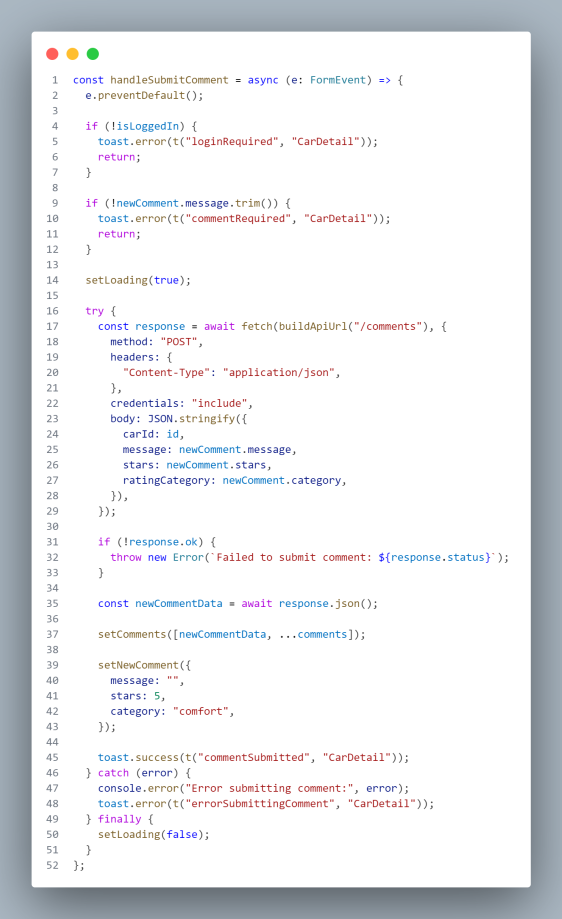 1 const handleSubmitComment = async (e: FormEvent) => {
2   e.preventDefault();
3
4   if (!isLoggedIn) {
5     toast.error(t("loginRequired", "CarDetail"));
6     return;
7   }
8
9   if (!newComment.message.trim()) {
10     toast.error(t("commentRequired", "CarDetail"));
11     return;
12   }
13
14   setLoading(true);
15
16   try {
17     const response = await fetch(buildApiUrl("/comments"), {
18       method: "POST",
19       headers: {
20         "Content-Type": "application/json",
21       },
22       credentials: "include",
23       body: JSON.stringify({
24         carId: id,
25         message: newComment.message,
26         stars: newComment.stars,
27         ratingCategory: newComment.category,
28       }),
29     });
30
31     if (!response.ok) {
32       throw new Error(`Failed to submit comment: ${response.status}`);
33     }
34
35     const newCommentData = await response.json();
36
37     setComments([newCommentData, ...comments]);
38
39     setNewComment({
40       message: "",
41       stars: 5,
42       category: "comfort",
43     });
44
45     toast.success(t("commentSubmitted", "CarDetail"));
46   } catch (error) {
47     console.error("Error submitting comment:", error);
48     toast.error(t("errorSubmittingComment", "CarDetail"));
49   } finally {
50     setLoading(false);
51   }
52 };